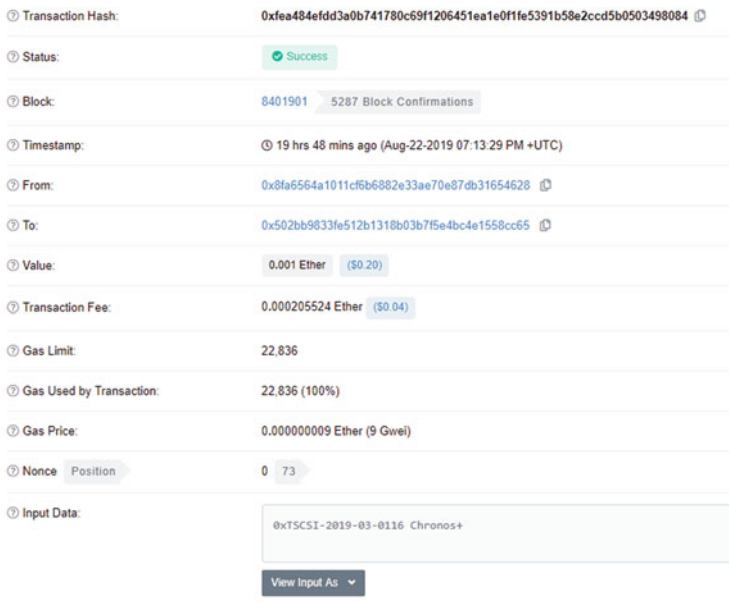 Transaction Hash: 0xfea484efdd3a0b741780c69f1206451ea1e0f1fe5391b58e2ccd5b0503498084
Status: Success
Block: 8401901 5287 Block Confirmations
Timestamp: 19 hrs 48 mins ago (Aug-22-2019 07:13:29 PM +UTC)
From: 0x8fa6564a1011cf6b6882e33ae70e87db31654628
To: 0x502bb9833fe512b1318b03b7f5e4bc4e1558cc65
Value: 0.001 Ether ($0.20)
Transaction Fee: 0.000205524 Ether ($0.04)
Gas Limit: 22,836
Gas Used by Transaction: 22,836 (100%)
Gas Price: 0.000000009 Ether (9 Gwei)
Nonce Position 0 73
Input Data: 0xTSCSI-2019-03-0116 Chronos+
View Input As